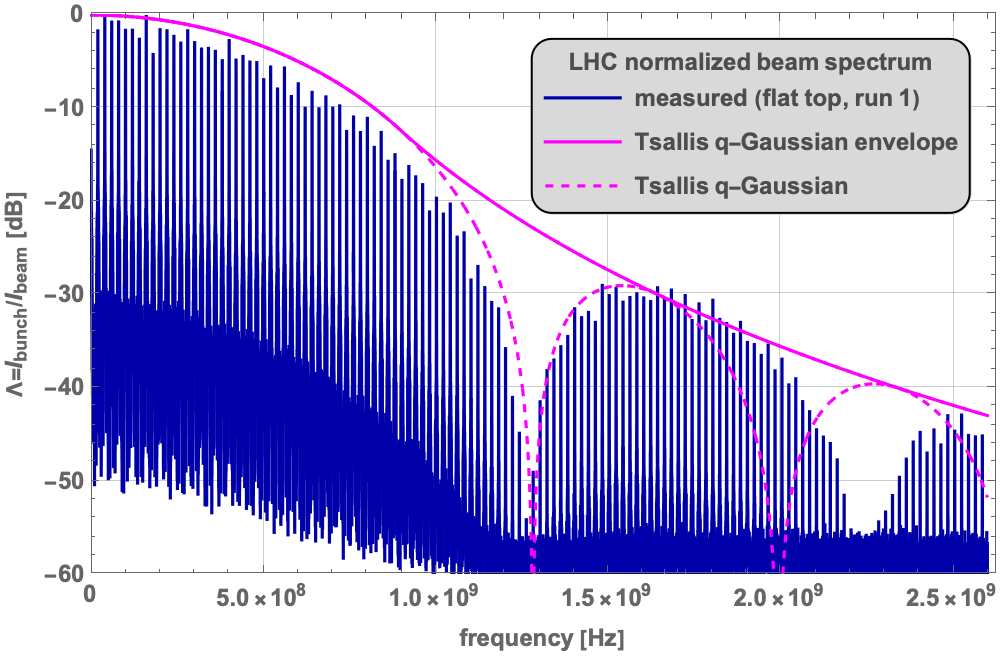 0
−10
−20
−30
−40
−50
−60
Λ=I_bunch/I_beam [dB]
LHC normalized beam spectrum
measured (flat top, run 1)
Tsallis q−Gaussian envelope
Tsallis q−Gaussian
0 5.0×10⁸ 1.0×10⁹ 1.5×10⁹ 2.0×10⁹ 2.5×10⁹
frequency [Hz]